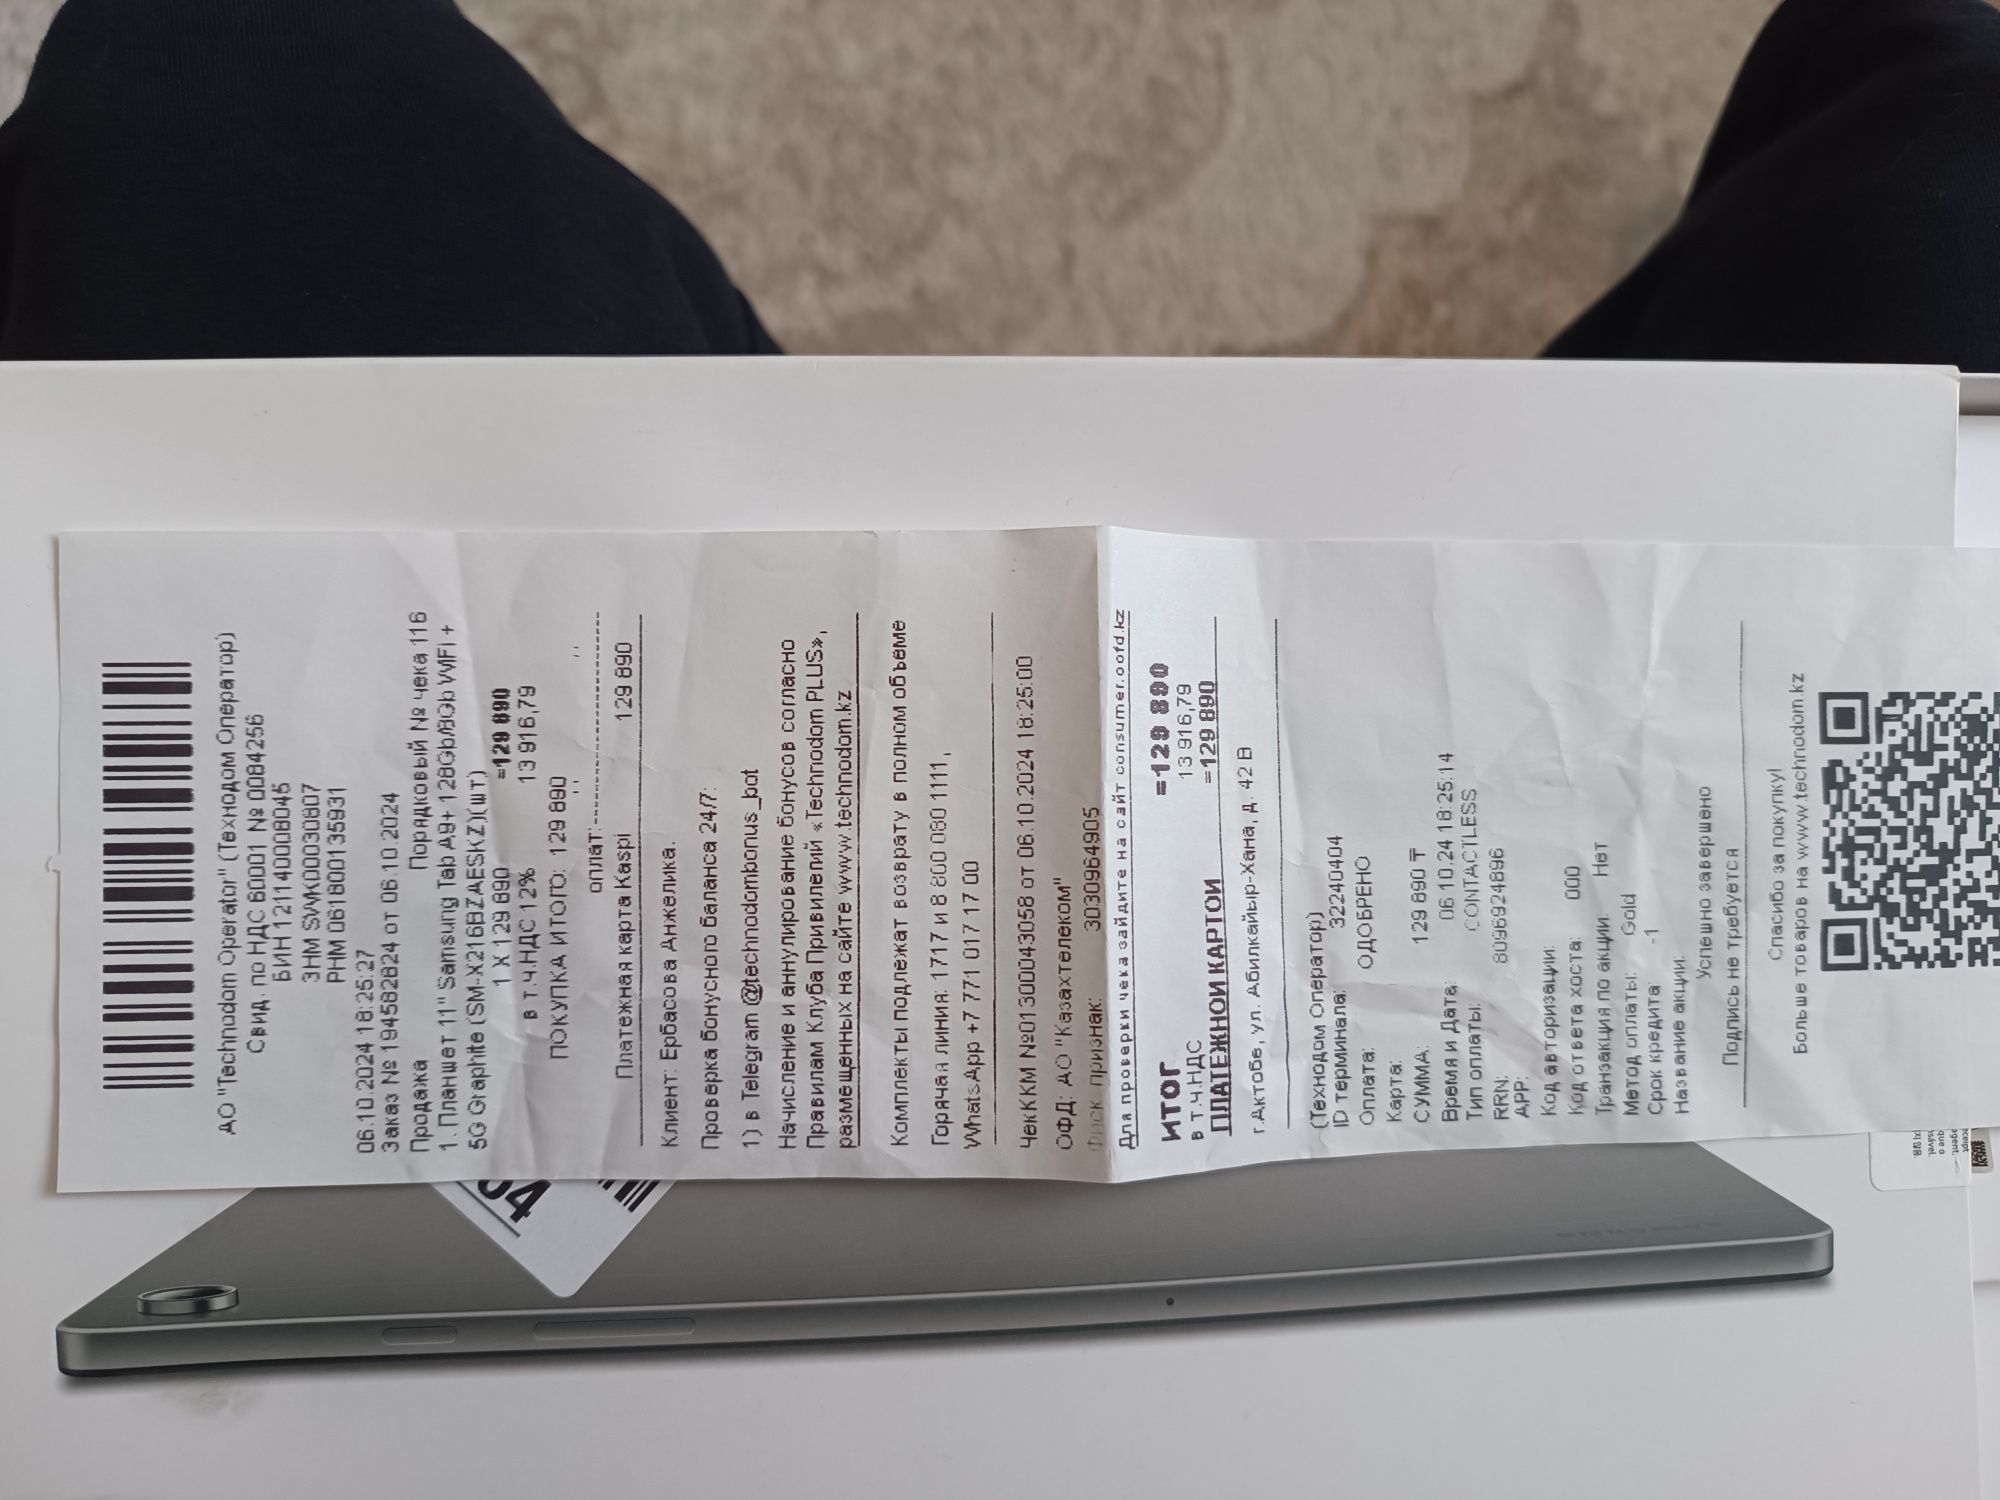 АО "Technodom Operator" (Технодом Оператор)
Свид. по НДС 60001 № 0084256
БИН 121140008045
ЗНМ SWK00030807
РНМ 061800135931
06.10.2024 18:25:27
Заказ № 194582824 от 06.10.2024
Продажа Порядковый № чека 116
1. Планшет 11" Samsung Tab A9+ 128Gb/8Gb WiFi +
5G Graphite (SM-X216BZAESKZ)(шт)
1 X 129 890 =129 890
в т.ч.НДС 12% 13 916,79
ПОКУПКА ИТОГО: 129 890
оплат:
Платежная карта Kaspi 129 890
Клиент: Ербасова Анжелика.
Проверка бонусного баланса 24/7:
1) в Telegram @technodombonus_bot
Начисление и аннулирование бонусов согласно
Правилам Клуба Привилегий «Technodom PLUS»,
размещенных на сайте www.technodom.kz
Комплекты подлежат возврату в полном объеме
Горячая линия: 1717 и 8 800 080 1111,
WhatsApp +7 771 017 17 00
ЧекККМ №01300043058 от 06.10.2024 18:25:00
ОФД: АО "Казахтелеком"
Фиск. признак: 3030964905
Для проверки чека зайдите на сайт consumer.oofd.kz
ИТОГ =129 890
в т.ч.НДС 13 916,79
ПЛАТЕЖНОЙ КАРТОЙ =129 890
г.Актобе, ул. Абилкайыр-Хана, д. 42 В
(Технодом Оператор)
ID терминала: 32240404
Оплата: ОДОБРЕНО
Карта:
СУММА: 129 890 ₸
Время и Дата: 06.10.24 18:25:14
Тип оплаты: CONTACTLESS
RRN: 8096924896
APP:
Код авторизации:
Код ответа хоста: 000
Транзакция по акции: Нет
Метод оплаты: Gold
Срок кредита: -1
Название акции:
Успешно завершено
Подпись не требуется
Спасибо за покупку!
Больше товаров на www.technodom.kz
SAMSUNG